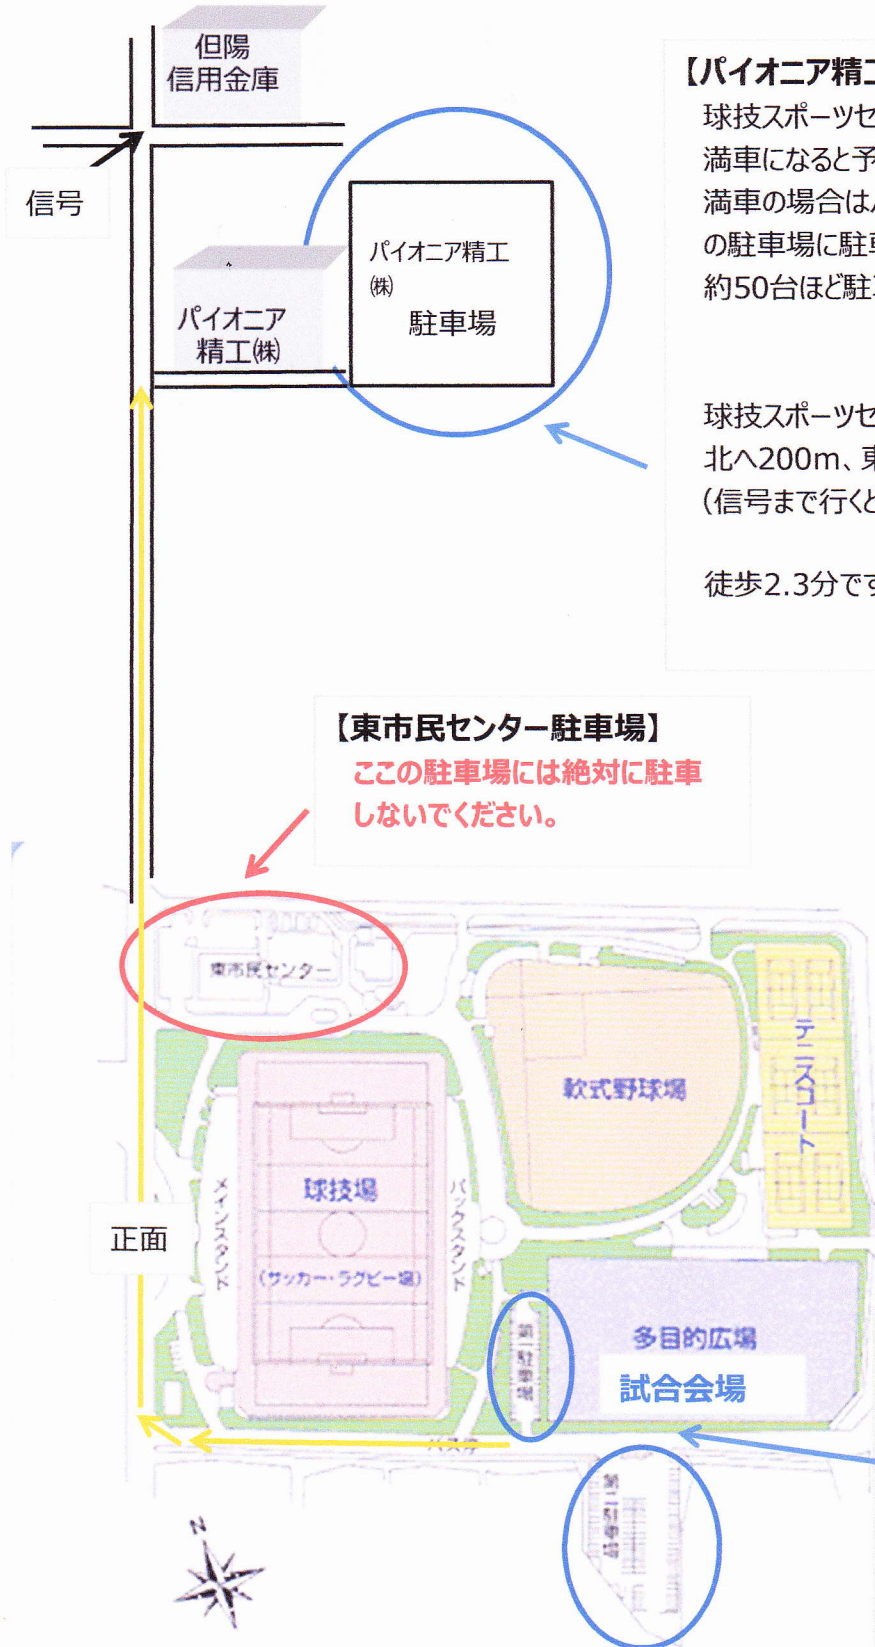 但陽
信用金庫
信号
パイオニア
精工㈱
パイオニア精工
㈱
駐車場
【パイオニア精工
球技スポーツセ
満車になると予
満車の場合は
の駐車場に駐車
約50台ほど駐
球技スポーツセ
北へ200m、東
（信号まで行くと
徒歩2.3分です
【東市民センター駐車場】
ここの駐車場には絶対に駐車
しないでください。
東市民センター
軟式野球場
テニスコート
メインスタンド
球技場
（サッカー・ラグビー場）
バックスタンド
正面
第一駐車場
多目的広場
試合会場
バス停
第二駐車場
N